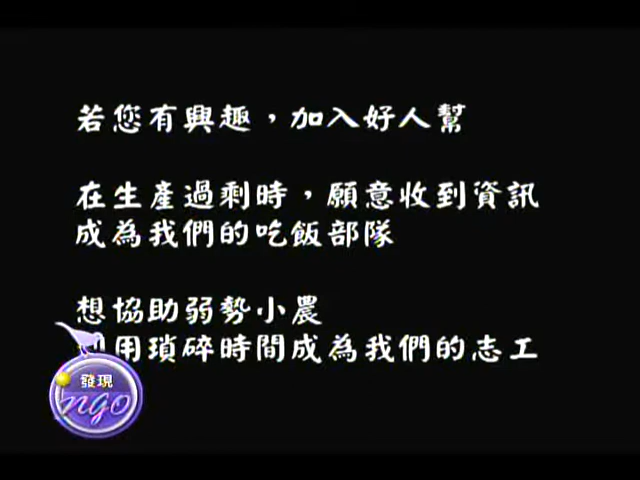 若您有興趣，加入好人幫
在生產過剩時，願意收到資訊
成為我們的吃飯部隊
想協助弱勢小農
用瑣碎時間成為我們的志工
發現
ngo